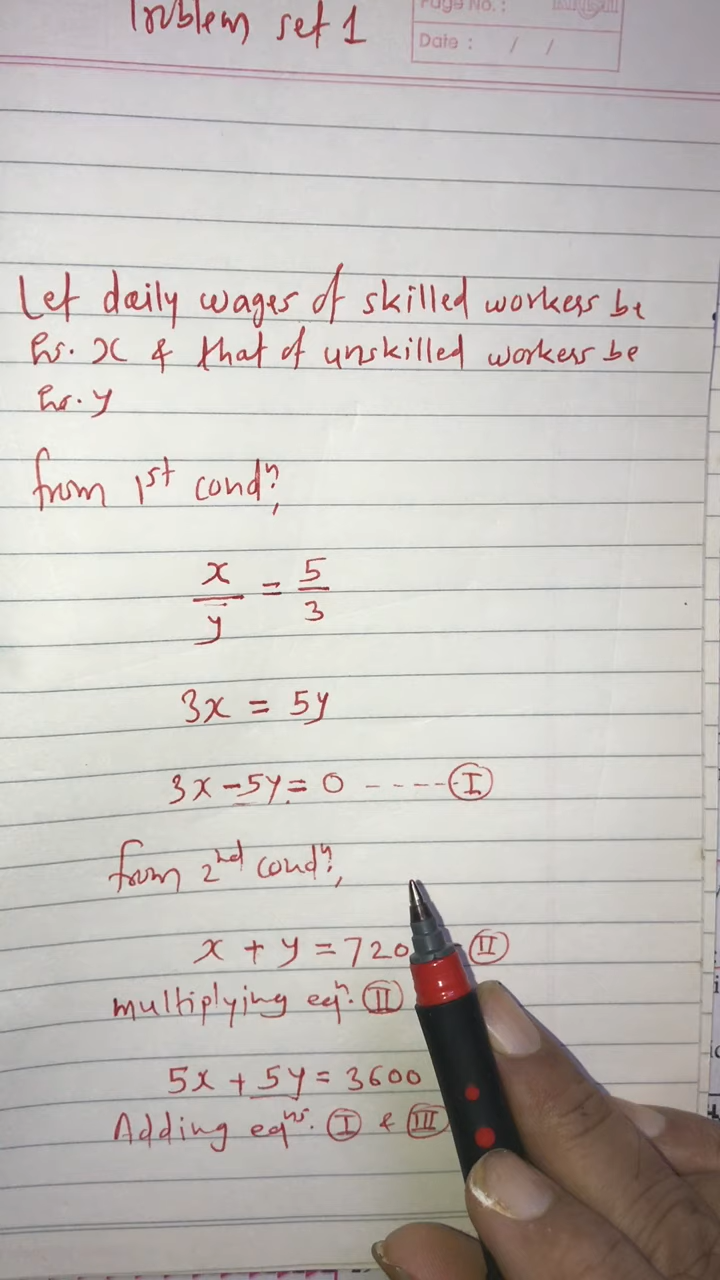 Problem set 1
Page No. :
Date : / /
Let daily wages of skilled workers be
Rs. x & that of unskilled workers be
Rs. y
from 1st condⁿ,
x/y = 5/3
3x = 5y
3x - 5y = 0 ---- I
from 2nd condⁿ,
x + y = 720 II
multiplying eqⁿ. II
5x + 5y = 3600
Adding eqⁿˢ. I & III